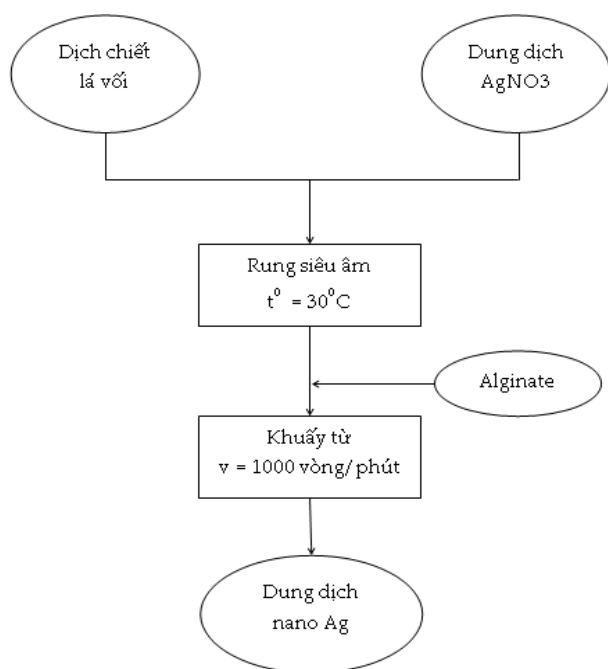 Dịch chiết
lá vối
Dung dịch
AgNO3
Rung siêu âm
t⁰ = 30⁰C
Alginate
Khuấy từ
v = 1000 vòng/ phút
Dung dịch
nano Ag